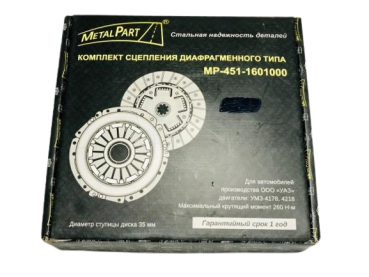 METALPART ®
Стальная надежность деталей
КОМПЛЕКТ СЦЕПЛЕНИЯ ДИАФРАГМЕННОГО ТИПА
MP-451-1601000
Для автомобилей
производства ООО «УАЗ»
двигатели: УМЗ-4178, 4218
Максимальный крутящий момент 260 Н·м
Диаметр ступицы диска 35 мм
Гарантийный срок 1 год